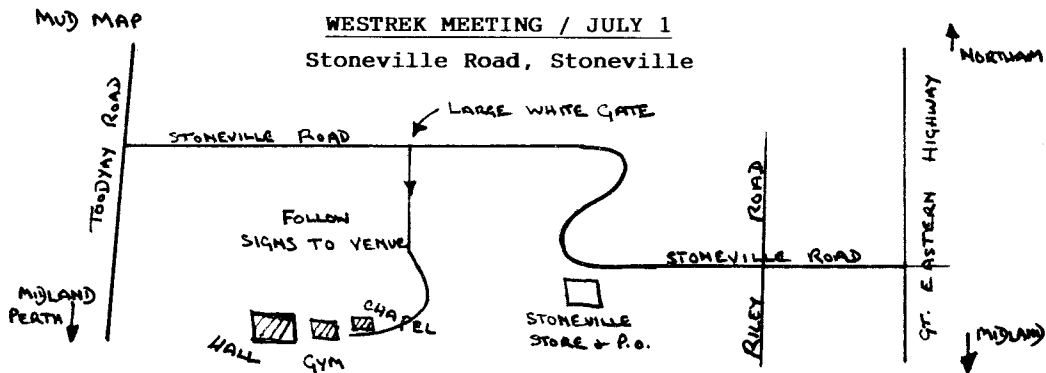 MUD MAP
WESTREK MEETING / JULY 1
Stoneville Road, Stoneville
NORTHAM
LARGE WHITE GATE
STONEVILLE ROAD
TOODYAY ROAD
GT. EASTERN HIGHWAY
RILEY ROAD
FOLLOW
SIGNS TO VENUE
STONEVILLE ROAD
MIDLAND
PERTH
CHAPEL
HALL
GYM
STONEVILLE
STORE & P.O.
MIDLAND